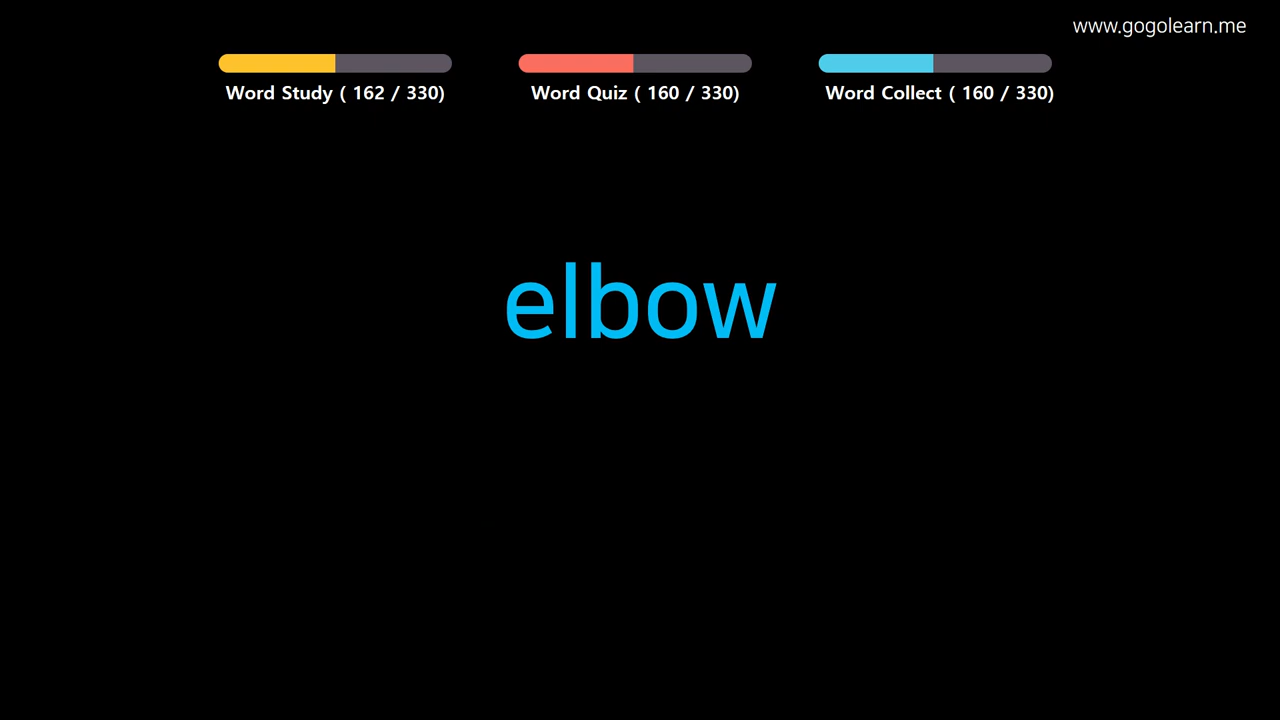 www.gogolearn.me
Word Study ( 162 / 330)
Word Quiz ( 160 / 330)
Word Collect ( 160 / 330)
elbow